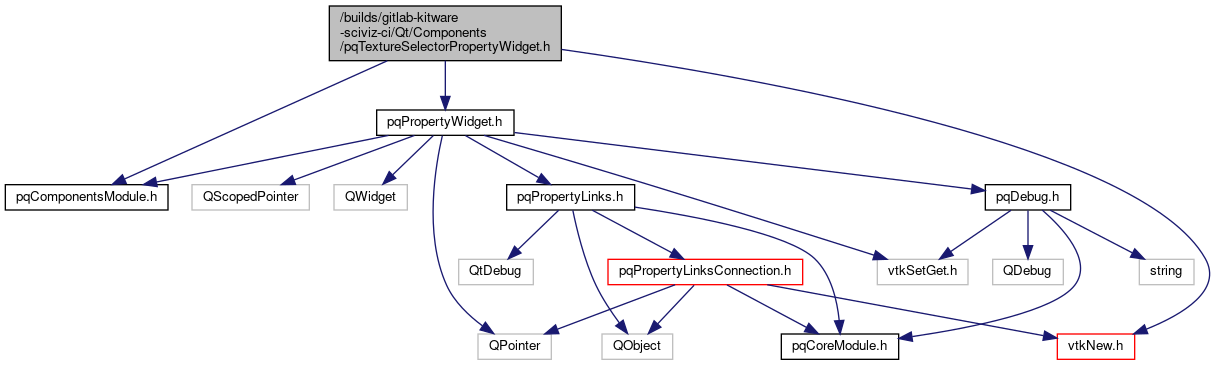 /builds/gitlab-kitware
-sciviz-ci/Qt/Components
/pqTextureSelectorPropertyWidget.h
pqPropertyWidget.h
pqComponentsModule.h
QScopedPointer
QWidget
pqPropertyLinks.h
pqDebug.h
QtDebug
pqPropertyLinksConnection.h
vtkSetGet.h
QDebug
string
QPointer
QObject
pqCoreModule.h
vtkNew.h